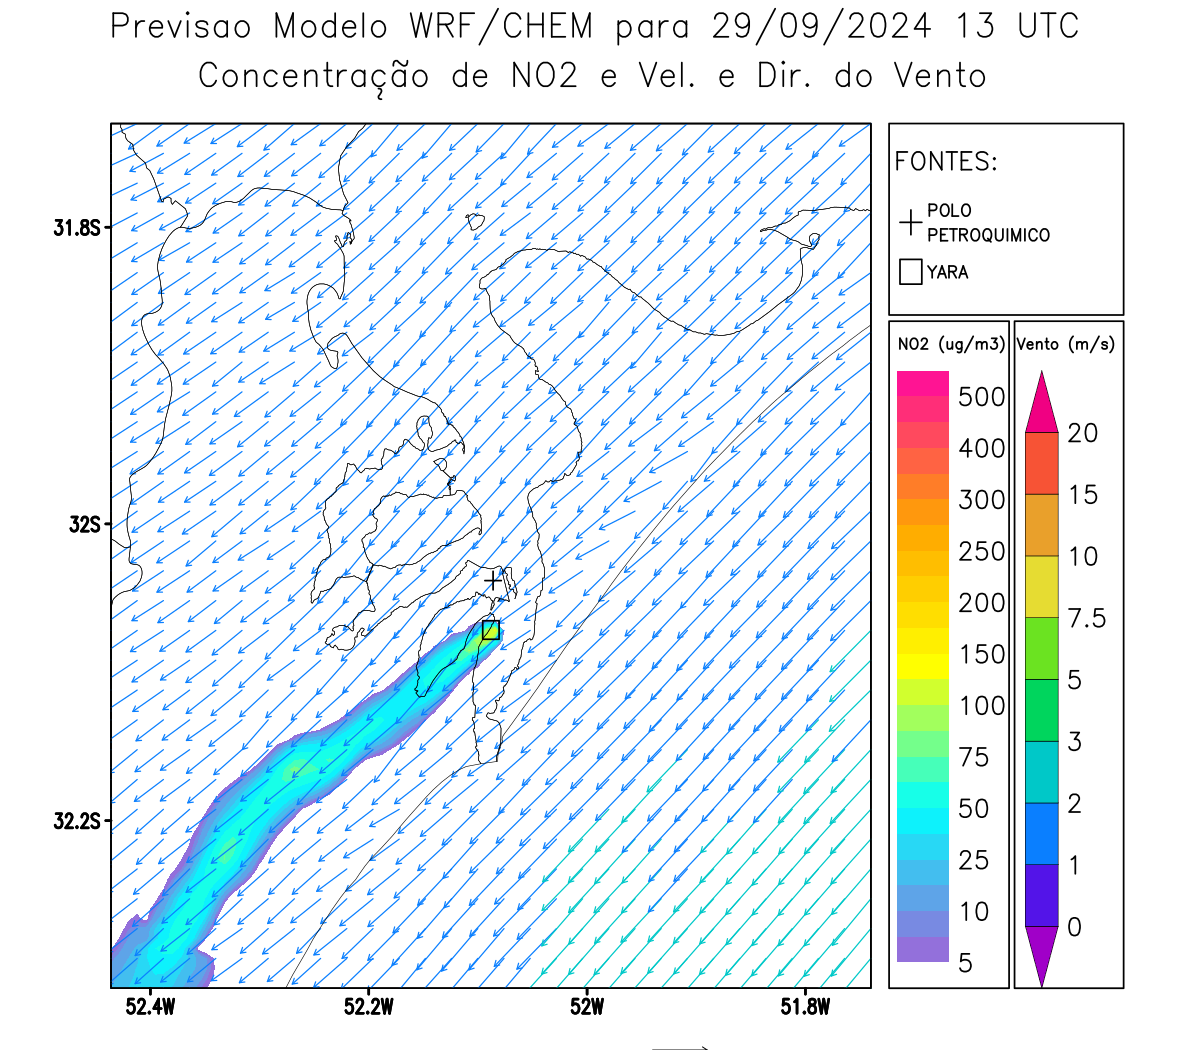 Previsao Modelo WRF/CHEM para 29/09/2024 13 UTC
Concentração de NO2 e Vel. e Dir. do Vento
FONTES:
POLO
PETROQUIMICO
YARA
NO2 (ug/m3)
500
400
300
250
200
150
100
75
50
25
10
5
Vento (m/s)
20
15
10
7.5
5
3
2
1
0
31.8S
32S
32.2S
52.4W
52.2W
52W
51.8W